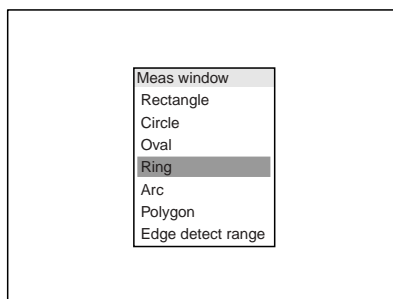 Meas window
Rectangle
Circle
Oval
Ring
Arc
Polygon
Edge detect range